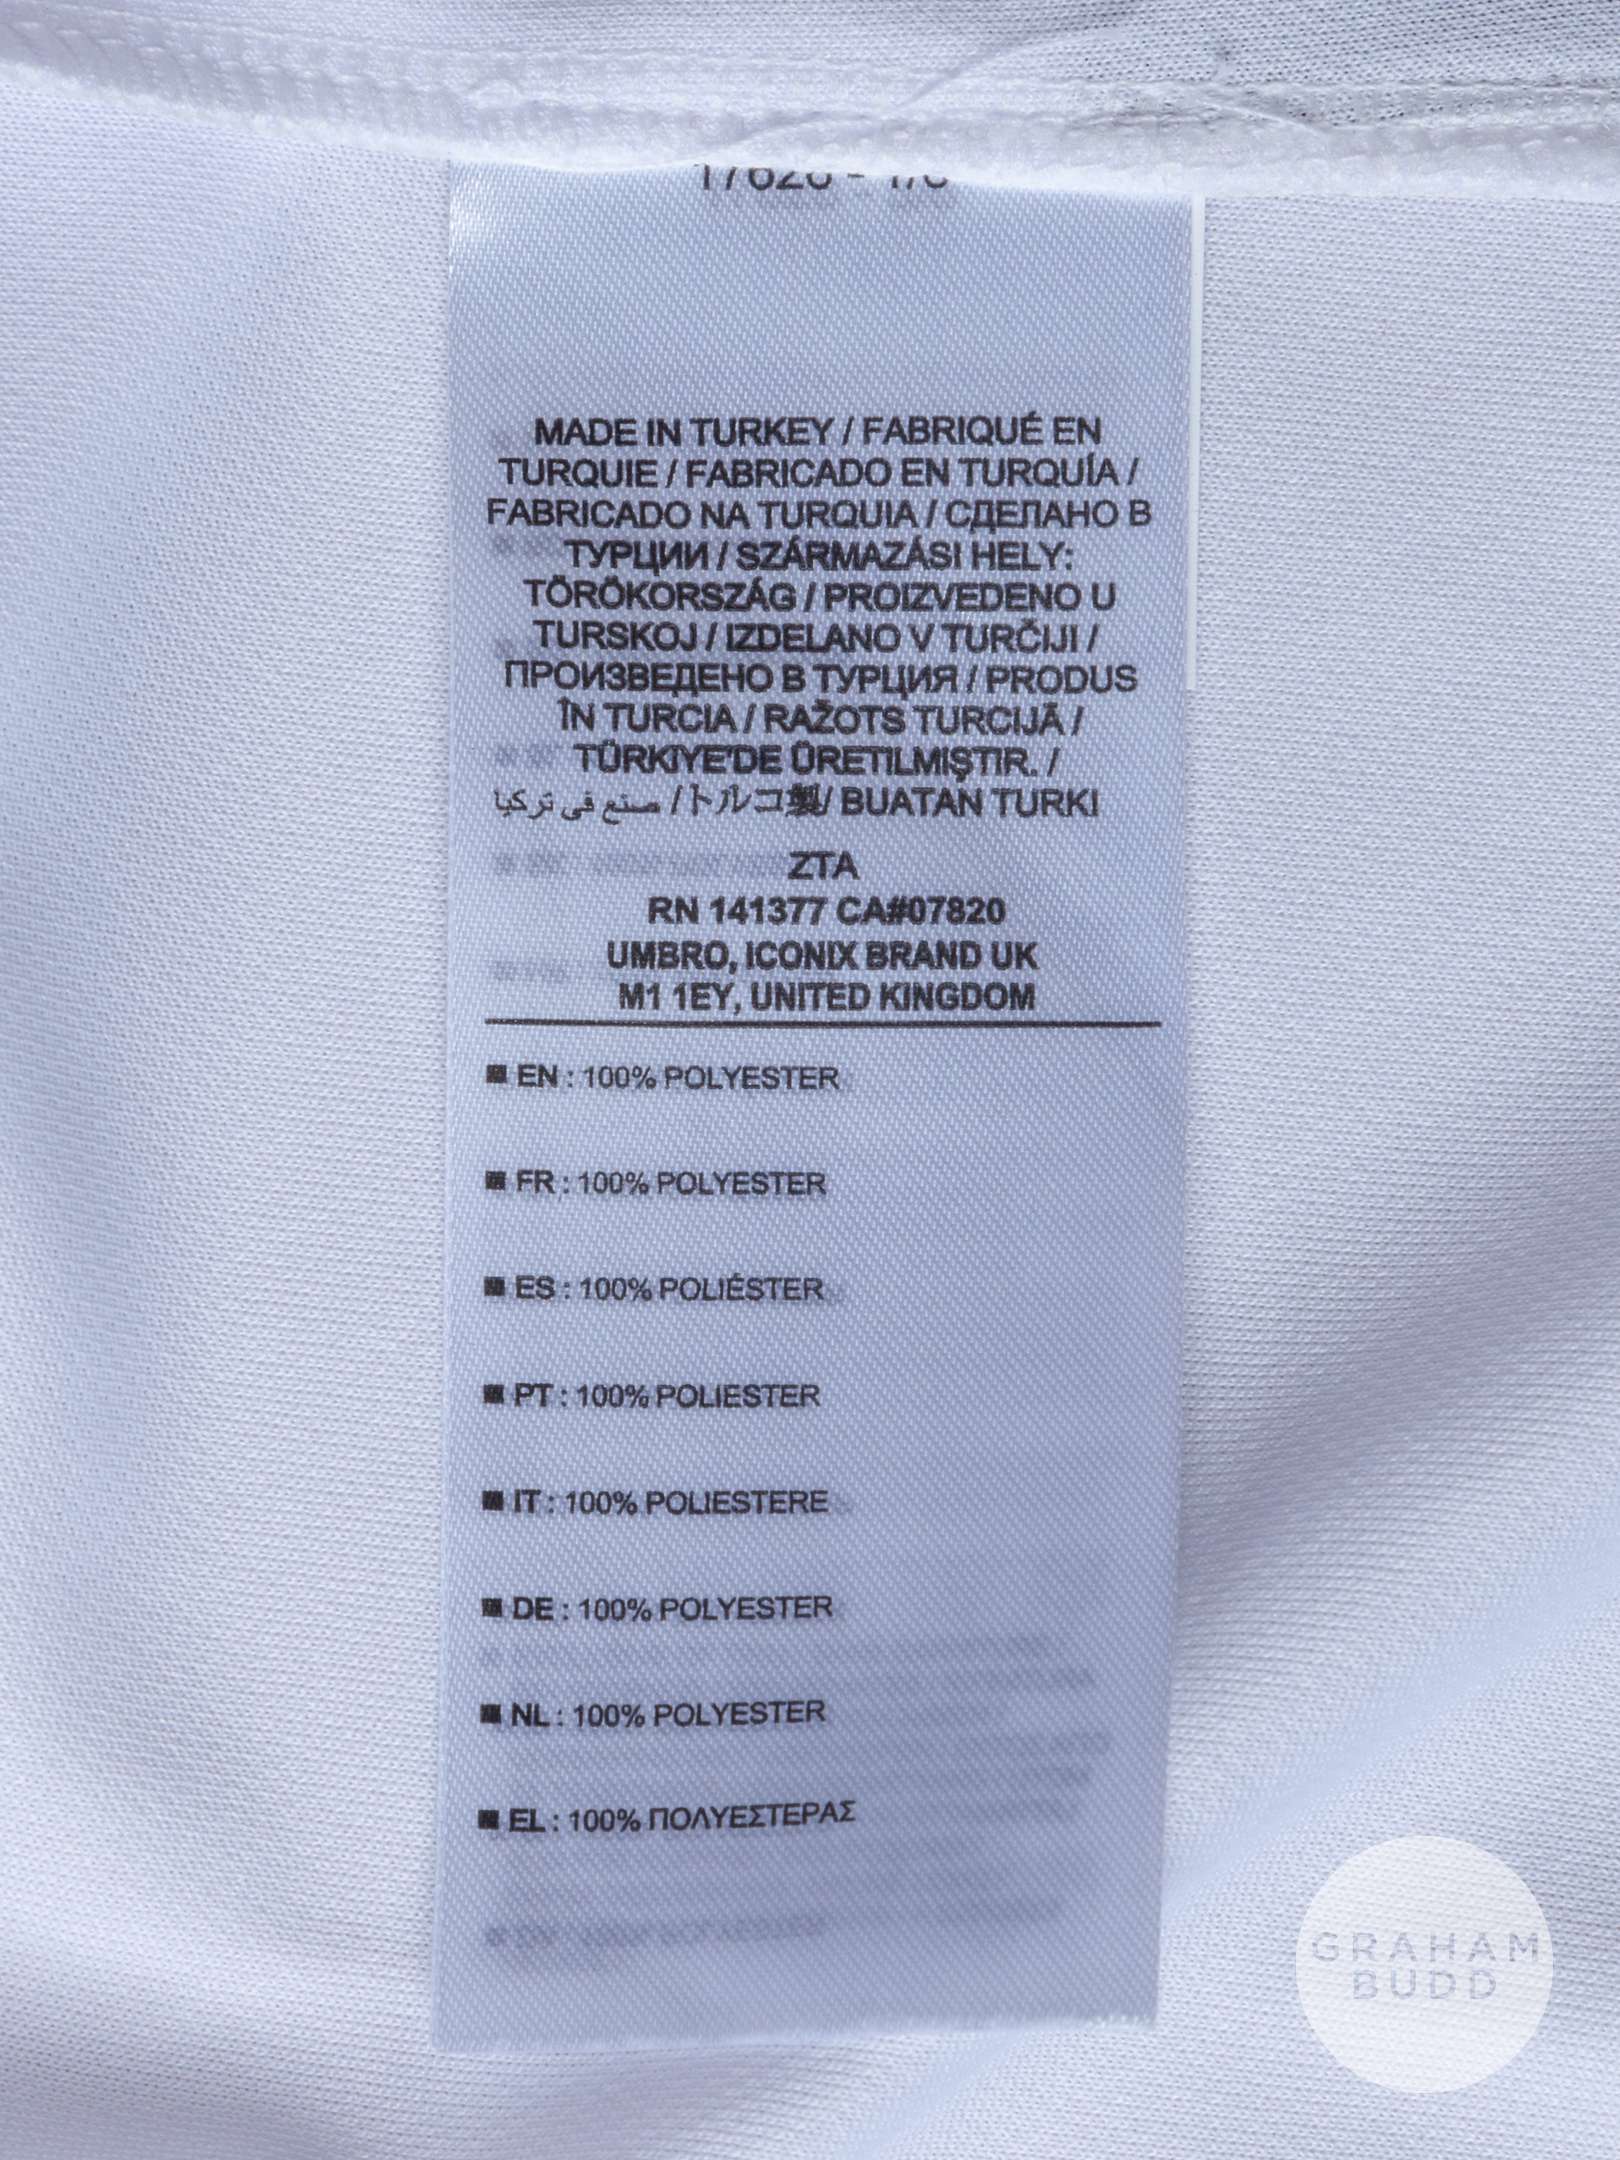 MADE IN TURKEY / FABRIQUÉ EN
TURQUIE / FABRICADO EN TURQUÍA /
FABRICADO NA TURQUIA / СДЕЛАНО В
ТУРЦИИ / SZÁRMAZÁSI HELY:
TÖRÖKORSZÁG / PROIZVEDENO U
TURSKOJ / IZDELANO V TURČIJI /
ПРОИЗВЕДЕНО В ТУРЦИЯ / PRODUS
ÎN TURCIA / RAŽOTS TURCIJĀ /
TÜRKIYE'DE ÜRETILMIŞTIR. /
صنع في تركيا /トルコ製/ BUATAN TURKI
ZTA
RN 141377 CA#07820
UMBRO, ICONIX BRAND UK
M1 1EY, UNITED KINGDOM
■ EN : 100% POLYESTER
■ FR : 100% POLYESTER
■ ES : 100% POLIÉSTER
■ PT : 100% POLIESTER
■ IT : 100% POLIESTERE
■ DE : 100% POLYESTER
■ NL : 100% POLYESTER
■ EL : 100% ΠΟΛΥΕΣΤΕΡΑΣ
GRAHAM
BUDD